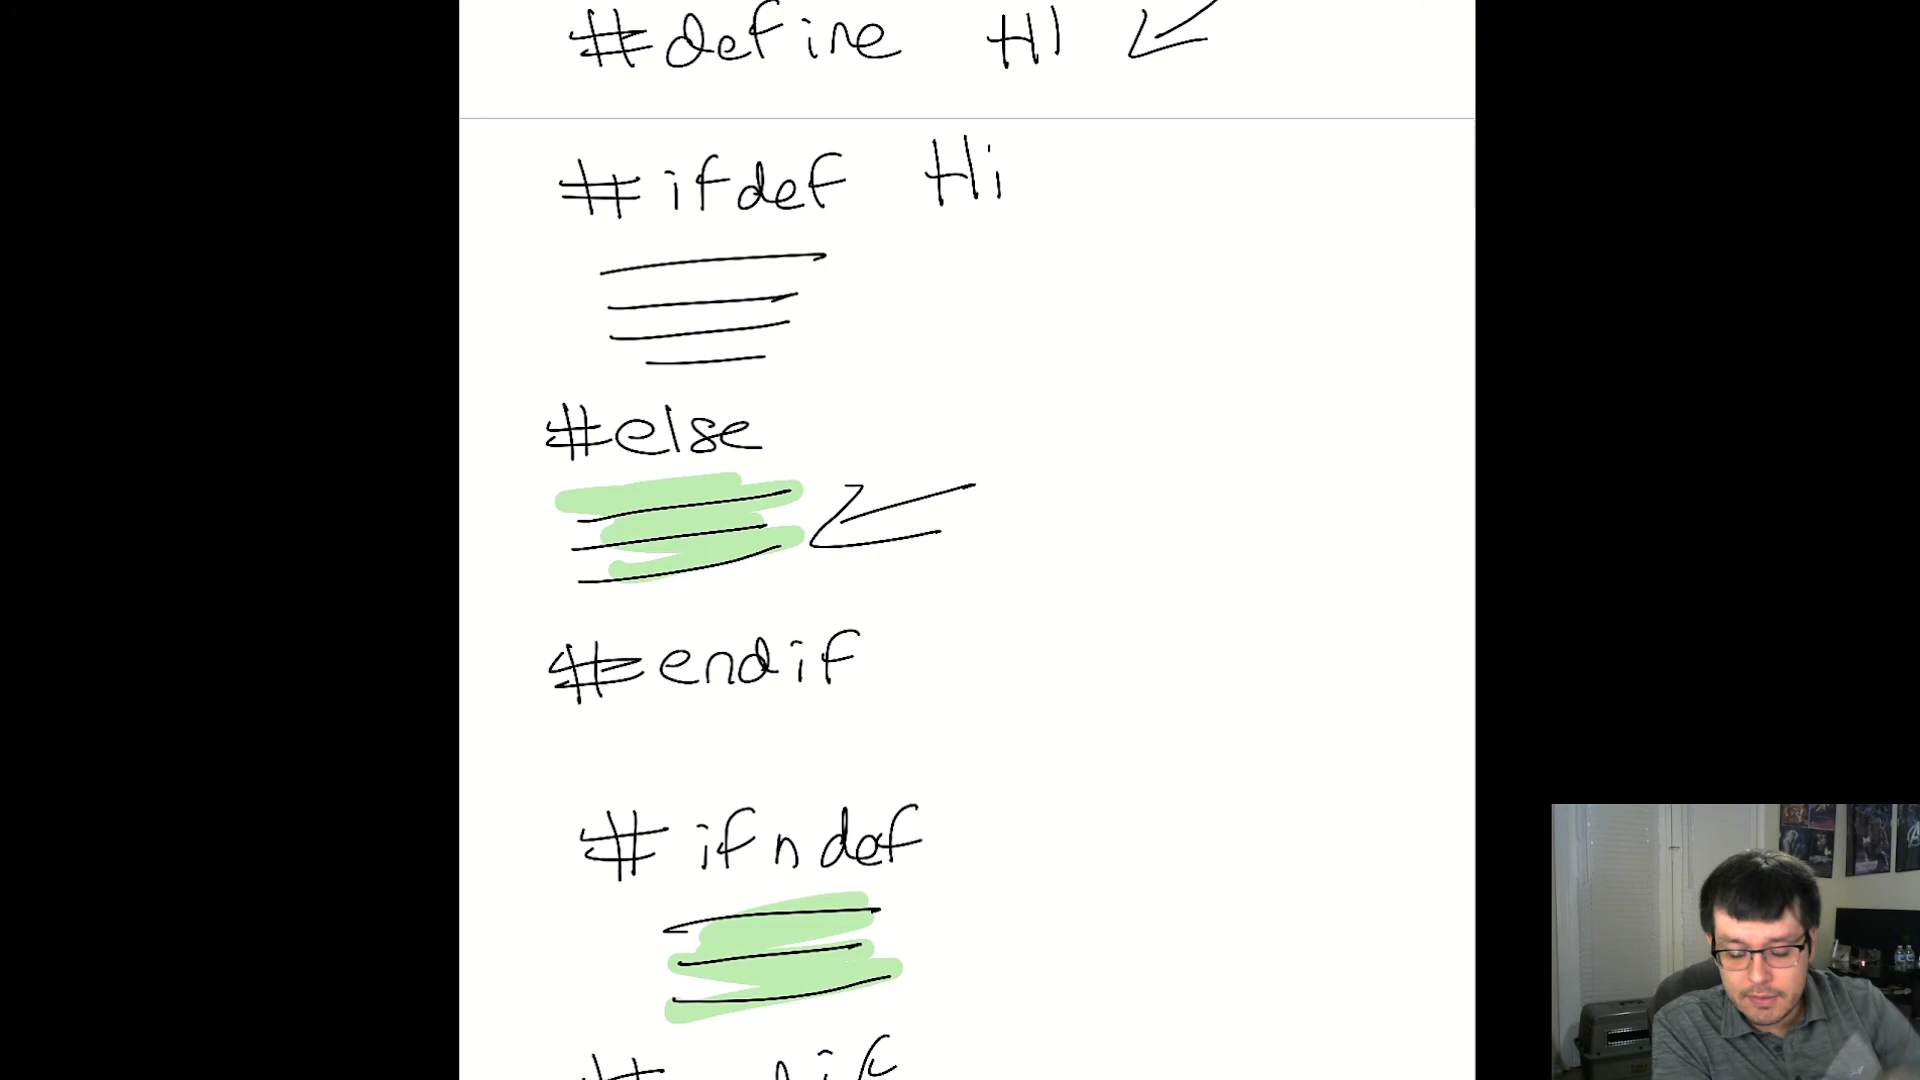 #define HI
#ifdef Hi
#else
#endif
#ifndef